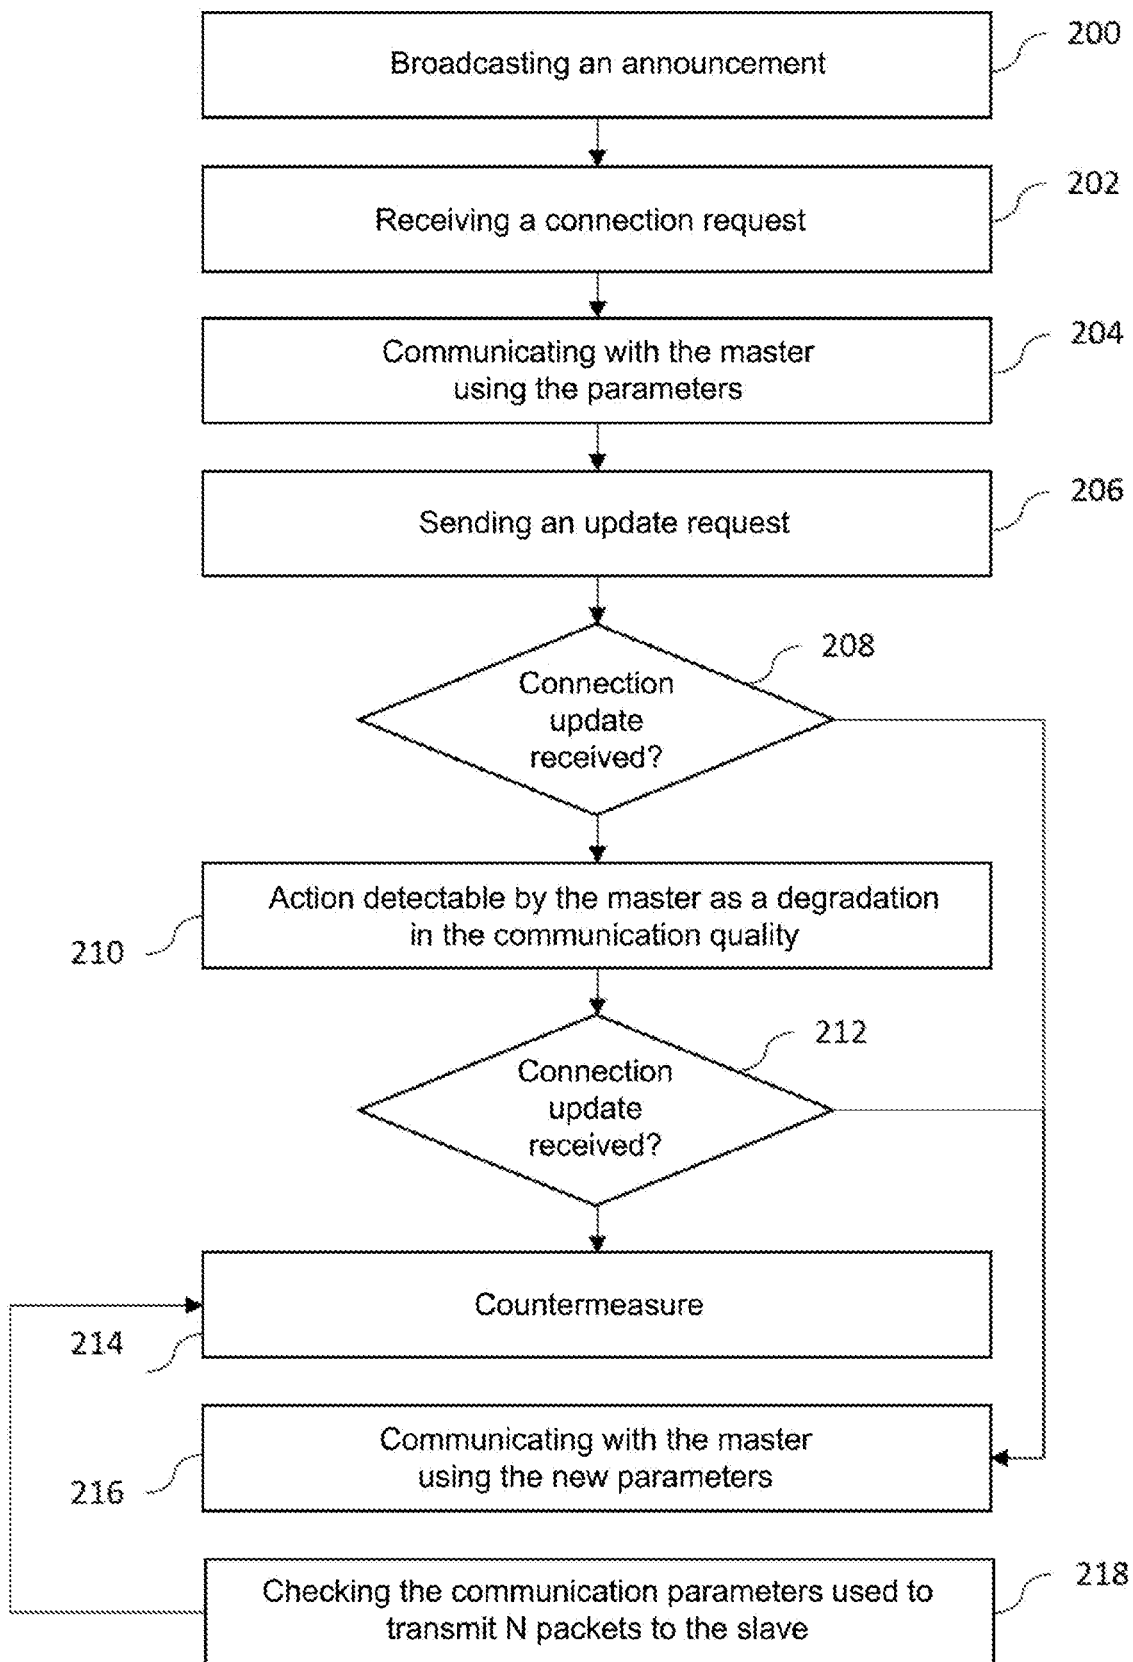 Broadcasting an announcement
200
Receiving a connection request
202
Communicating with the master
using the parameters
204
Sending an update request
206
Connection
update
received?
208
Action detectable by the master as a degradation
in the communication quality
210
Connection
update
received?
212
Countermeasure
214
Communicating with the master
using the new parameters
216
Checking the communication parameters used to
transmit N packets to the slave
218